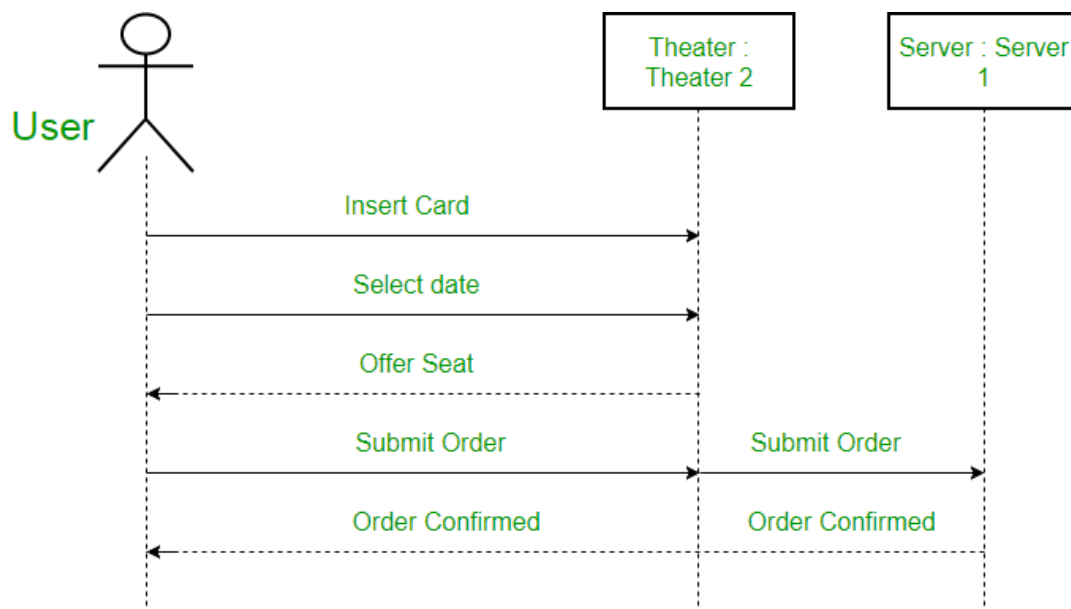 Theater :
Theater 2
Server : Server
1
User
Insert Card
Select date
Offer Seat
Submit Order
Submit Order
Order Confirmed
Order Confirmed